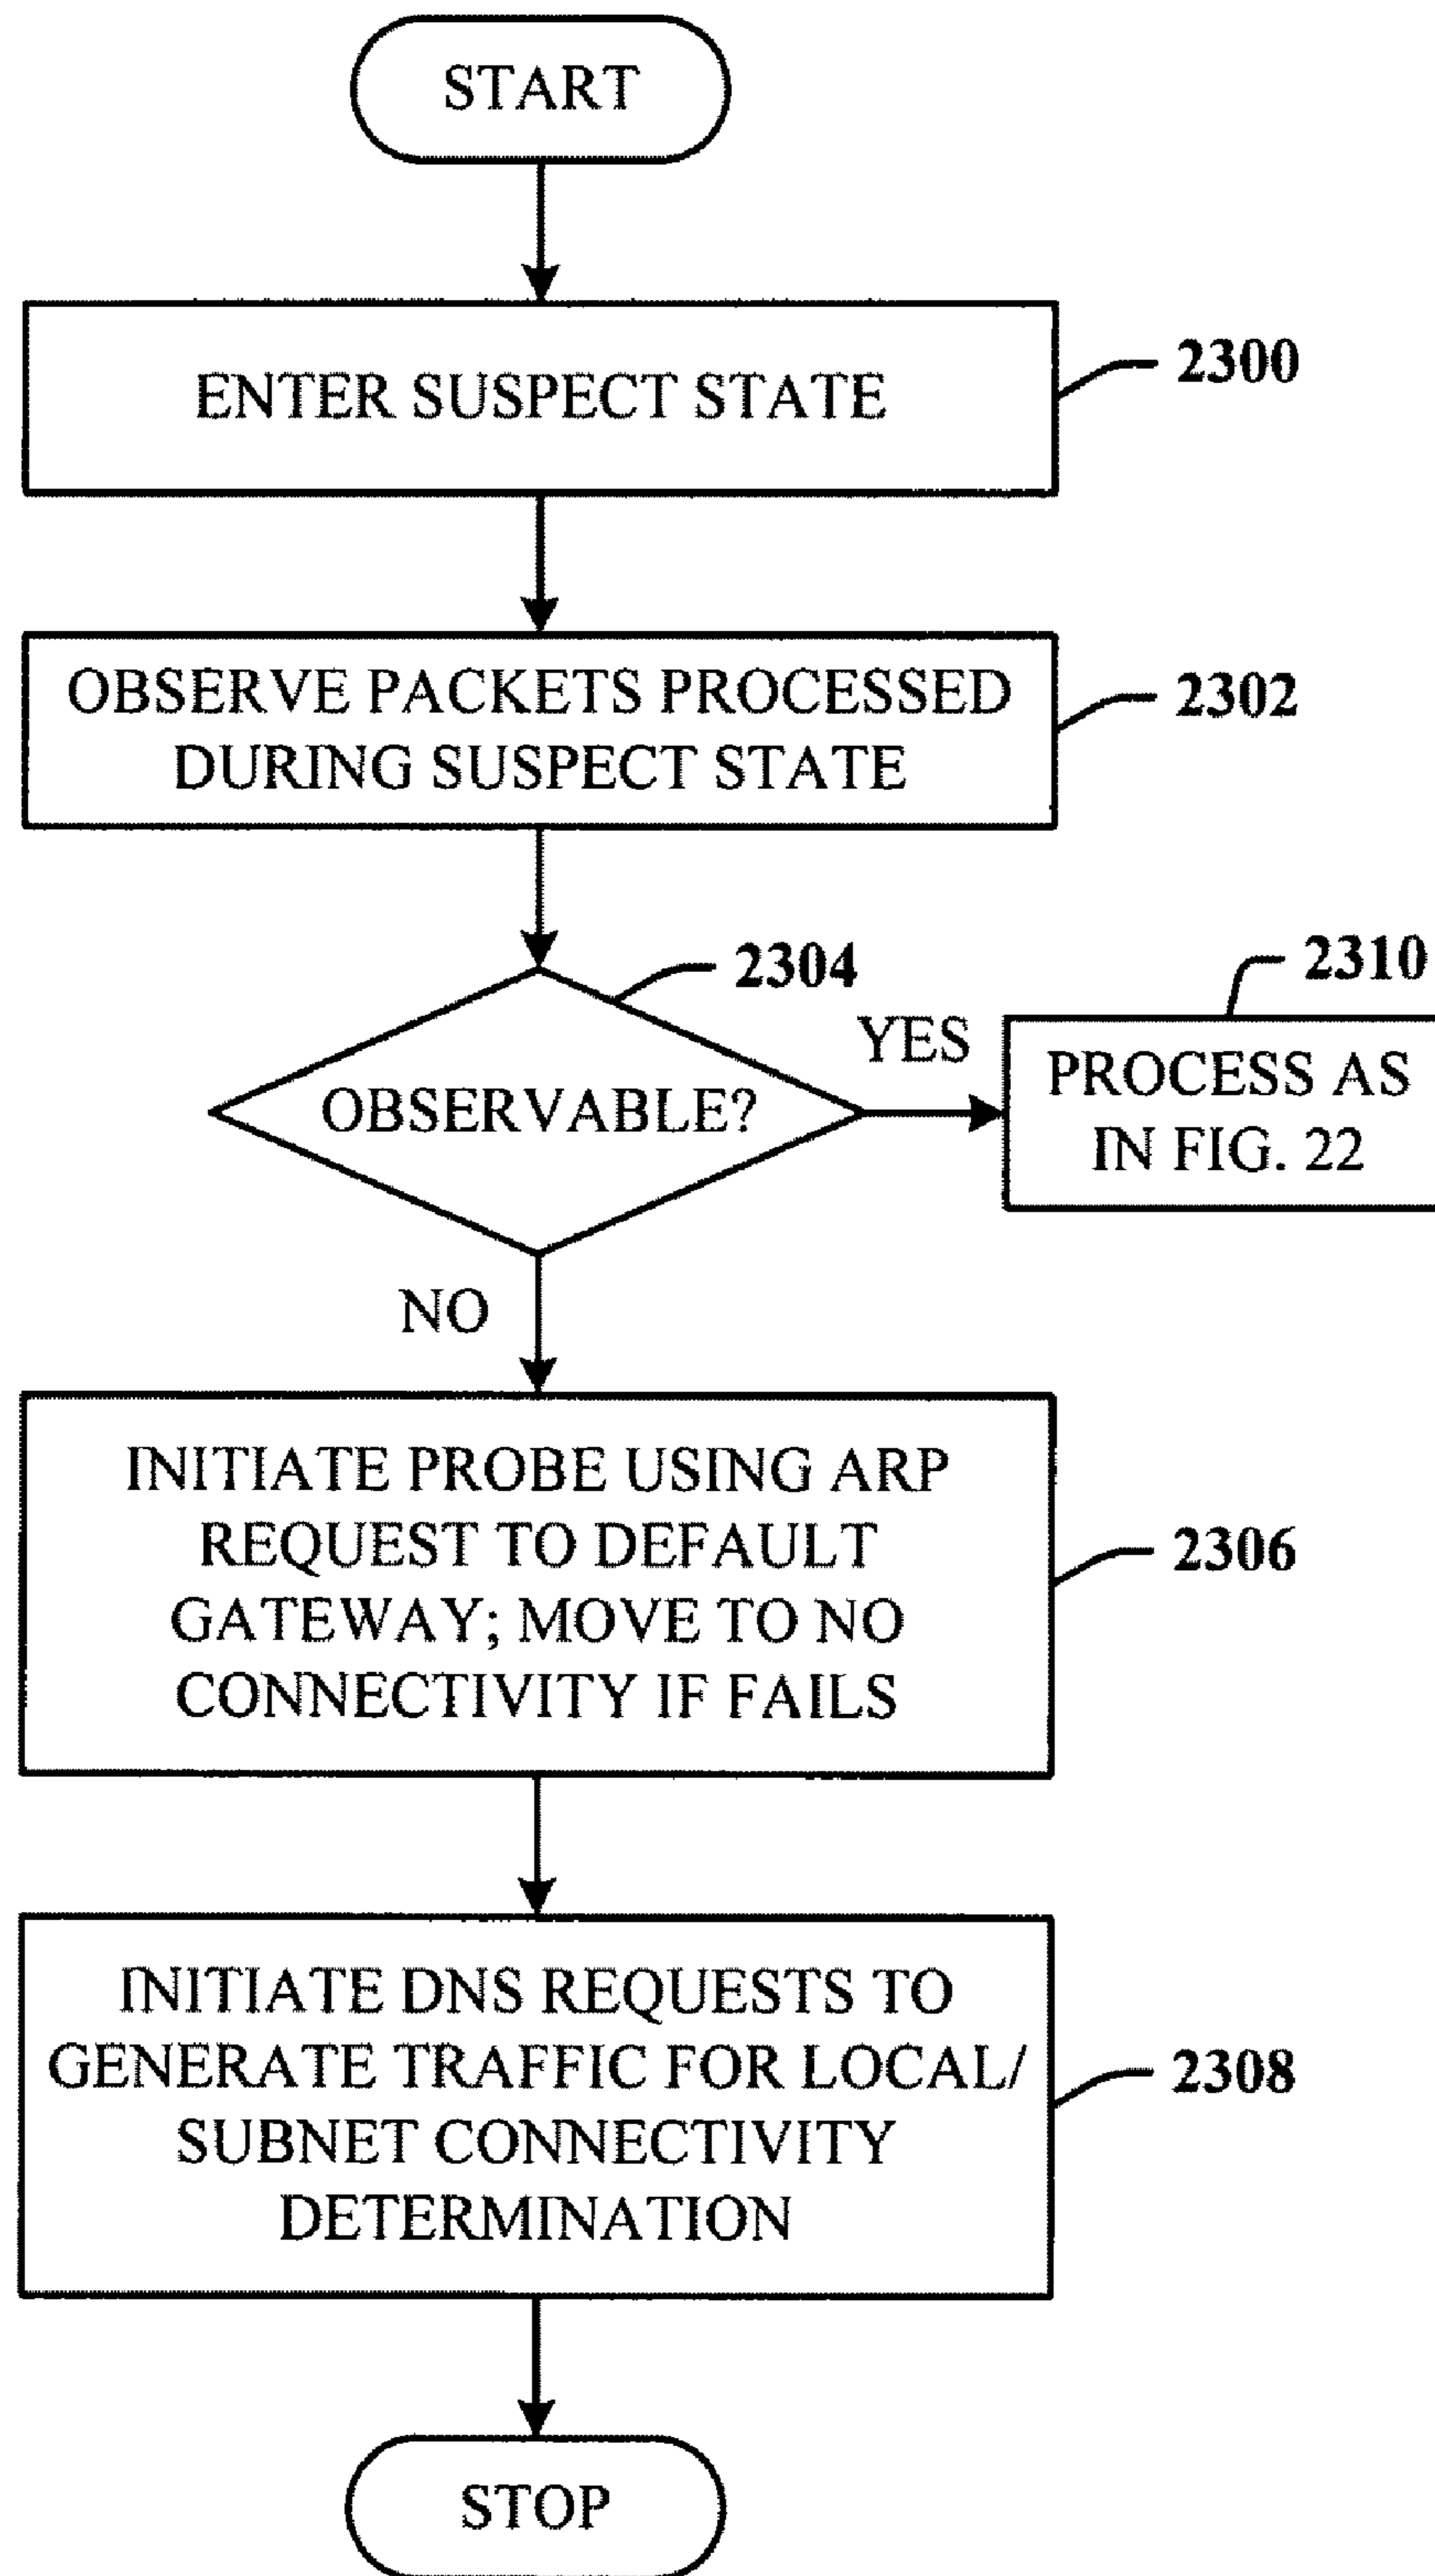 START
ENTER SUSPECT STATE
2300
OBSERVE PACKETS PROCESSED
DURING SUSPECT STATE
2302
2304
OBSERVABLE?
YES
2310
PROCESS AS
IN FIG. 22
NO
INITIATE PROBE USING ARP
REQUEST TO DEFAULT
GATEWAY; MOVE TO NO
CONNECTIVITY IF FAILS
2306
INITIATE DNS REQUESTS TO
GENERATE TRAFFIC FOR LOCAL/
SUBNET CONNECTIVITY
DETERMINATION
2308
STOP